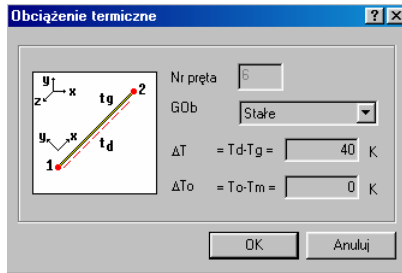 Obciążenie termiczne
Nr pręta 6
GOb Stałe
ΔT = Td-Tg = 40 K
ΔTo = To-Tm = 0 K
y x z tg 2
y x td 1
OK Anuluj